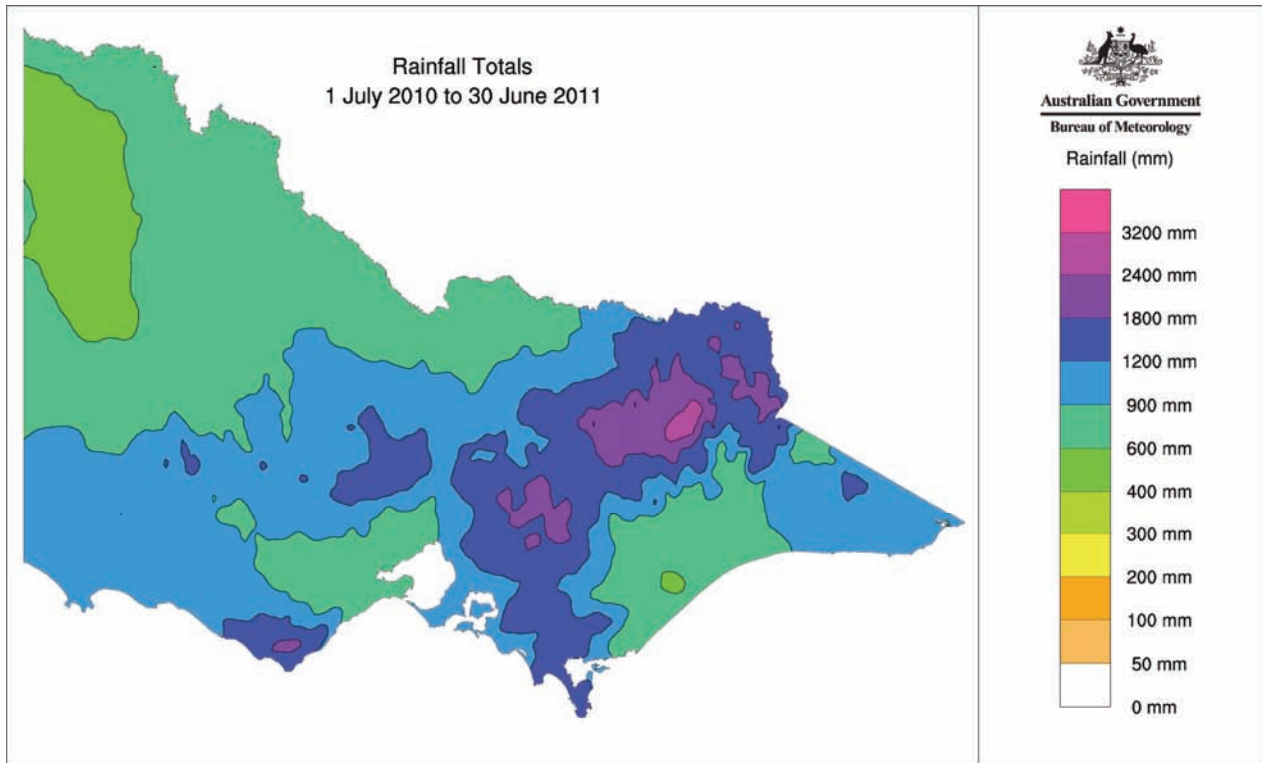 Rainfall Totals
1 July 2010 to 30 June 2011
Australian Government
Bureau of Meteorology
Rainfall (mm)
3200 mm
2400 mm
1800 mm
1200 mm
900 mm
600 mm
400 mm
300 mm
200 mm
100 mm
50 mm
0 mm